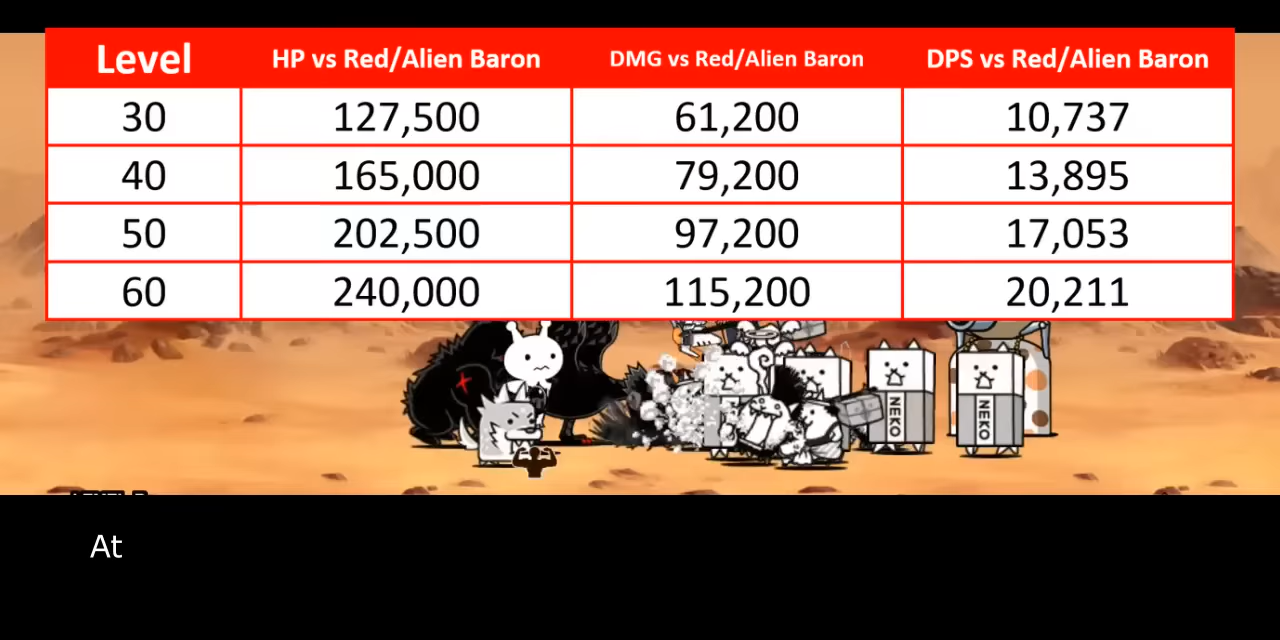 Level HP vs Red/Alien Baron DMG vs Red/Alien Baron DPS vs Red/Alien Baron
30 127,500 61,200 10,737
40 165,000 79,200 13,895
50 202,500 97,200 17,053
60 240,000 115,200 20,211
NEKO NEKO
At